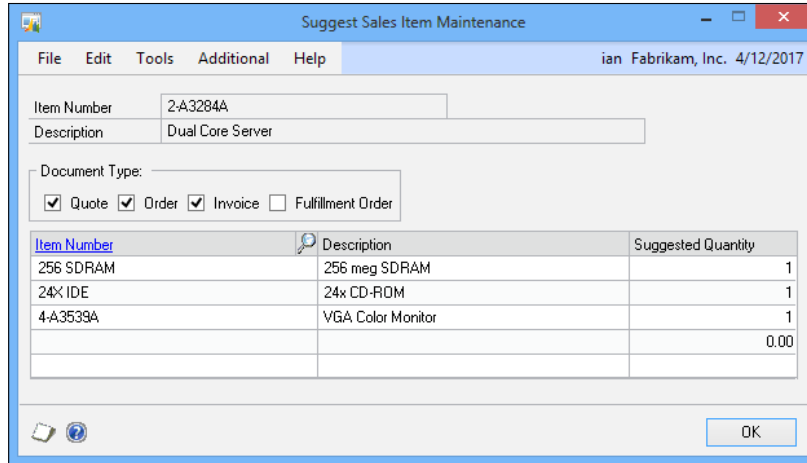 Suggest Sales Item Maintenance
File Edit Tools Additional Help ian Fabrikam, Inc. 4/12/2017
Item Number 2-A3284A
Description Dual Core Server
Document Type:
Quote Order Invoice Fulfillment Order
Item Number Description Suggested Quantity
256 SDRAM 256 meg SDRAM 1
24X IDE 24x CD-ROM 1
4-A3539A VGA Color Monitor 1
0.00
OK